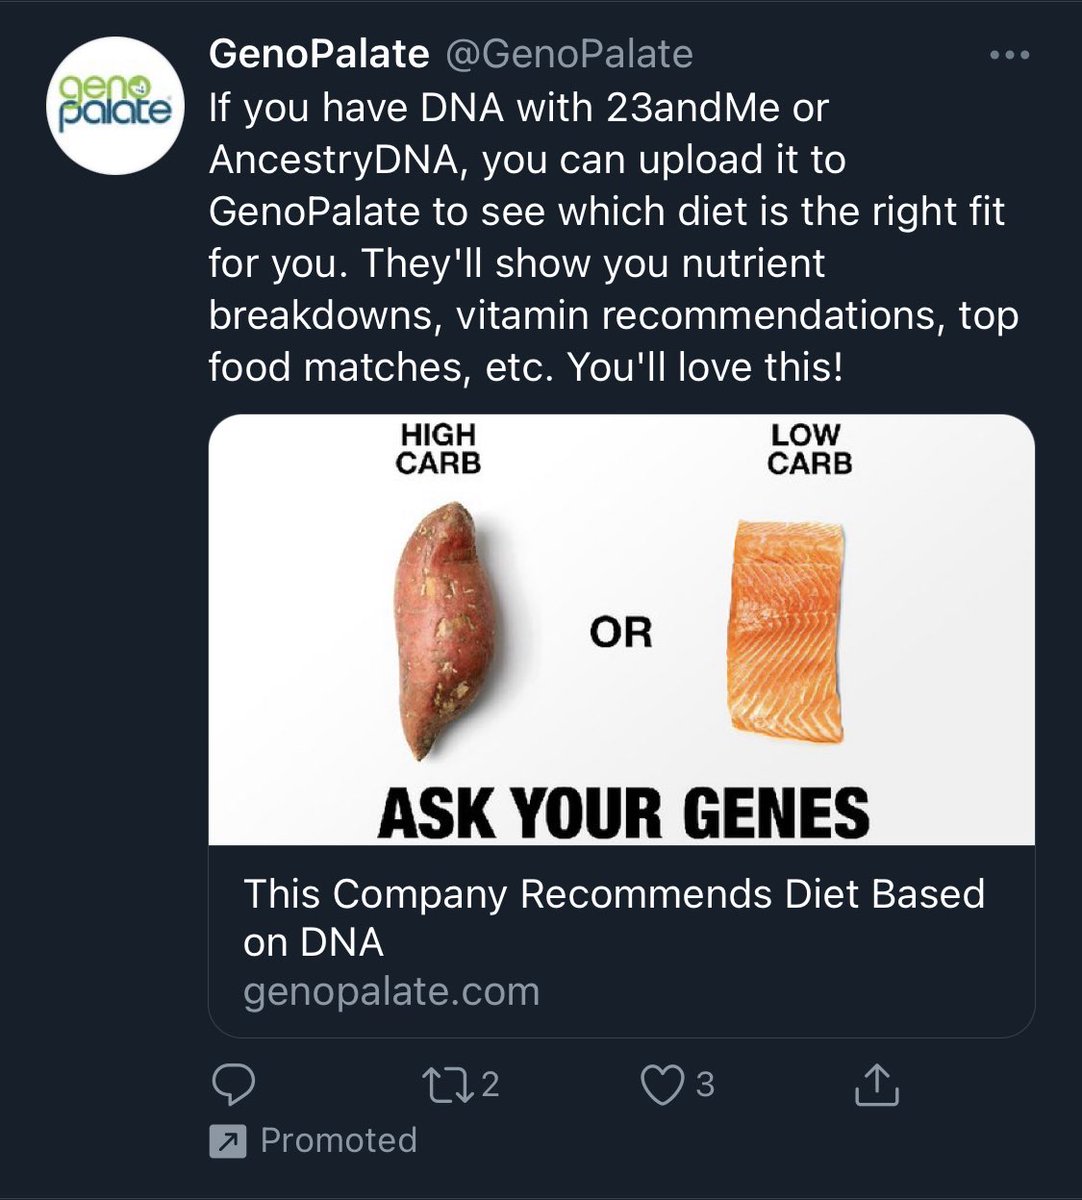 geno
palate
GenoPalate @GenoPalate
If you have DNA with 23andMe or
AncestryDNA, you can upload it to
GenoPalate to see which diet is the right fit
for you. They'll show you nutrient
breakdowns, vitamin recommendations, top
food matches, etc. You'll love this!
HIGH
CARB
LOW
CARB
OR
ASK YOUR GENES
This Company Recommends Diet Based
on DNA
genopalate.com
2
3
Promoted